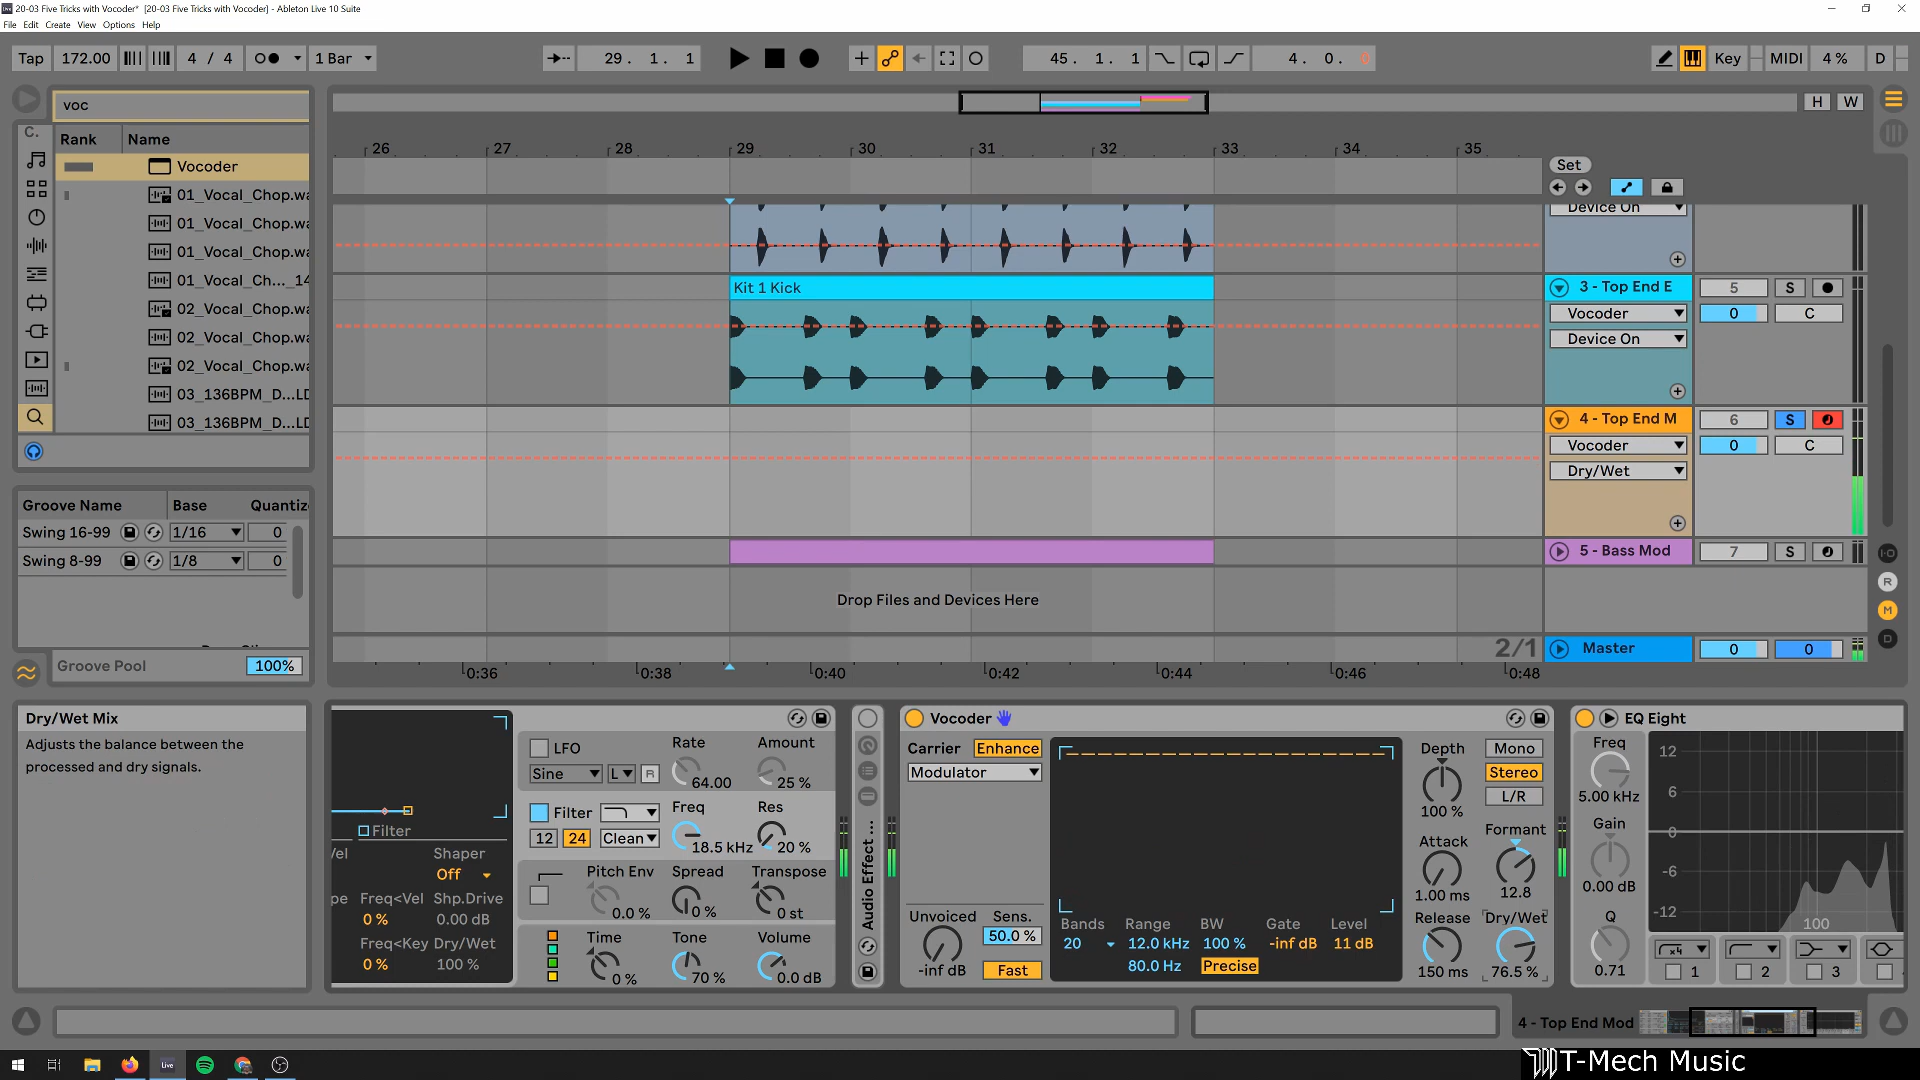 20-03 Five Tricks with Vocoder* [20-03 Five Tricks with Vocoder] - Ableton Live 10 Suite
File Edit Create View Options Help
Tap 172.00 4 / 4 1 Bar 29. 1. 1 45. 1. 1 4. 0. 0 Key MIDI 4 % D
voc
H W
C. Rank Name
26 27 28 29 30 31 32 33 34 35
Set
Vocoder
01_Vocal_Chop.wa
01_Vocal_Chop.wa
01_Vocal_Chop.wa
01_Vocal_Ch..._14
02_Vocal_Chop.wa
02_Vocal_Chop.wa
02_Vocal_Chop.wa
03_136BPM_D...LD
03_136BPM_D...LD
Device On
Kit 1 Kick
3 - Top End E 5 S
Vocoder 0 C
Device On
4 - Top End M 6 S
Vocoder 0 C
Dry/Wet
5 - Bass Mod 7 S
I·O
R
M
D
Drop Files and Devices Here
2/1 Master 0 0
0:36 0:38 0:40 0:42 0:44 0:46 0:48
Groove Name Base Quantiz
Swing 16-99 1/16 0
Swing 8-99 1/8 0
Groove Pool 100%
Dry/Wet Mix
Adjusts the balance between the
processed and dry signals.
LFO Rate Amount
Sine L R 64.00 25 %
Filter Freq Res
12 24 Clean 18.5 kHz 20 %
Filter
Shaper
Off
Freq<Vel Shp.Drive
0 % 0.00 dB
Freq<Key Dry/Wet
0 % 100 %
Pitch Env Spread Transpose
0.0 % 0 % 0 st
Time Tone Volume
0 % 70 % 0.0 dB
Audio Effect ...
Vocoder
Carrier Enhance
Modulator
Unvoiced Sens.
50.0 %
-inf dB Fast
Bands Range BW Gate Level
20 12.0 kHz 100 % -inf dB 11 dB
80.0 Hz Precise
Depth Mono
Stereo
100 % L/R
Attack Formant
1.00 ms 12.8
Release Dry/Wet
150 ms 76.5 %
EQ Eight
Freq
5.00 kHz
Gain
0.00 dB
Q
0.71
12
6
0
-6
-12
100
x4
1 2 3
4 - Top End Mod
Live
T-Mech Music